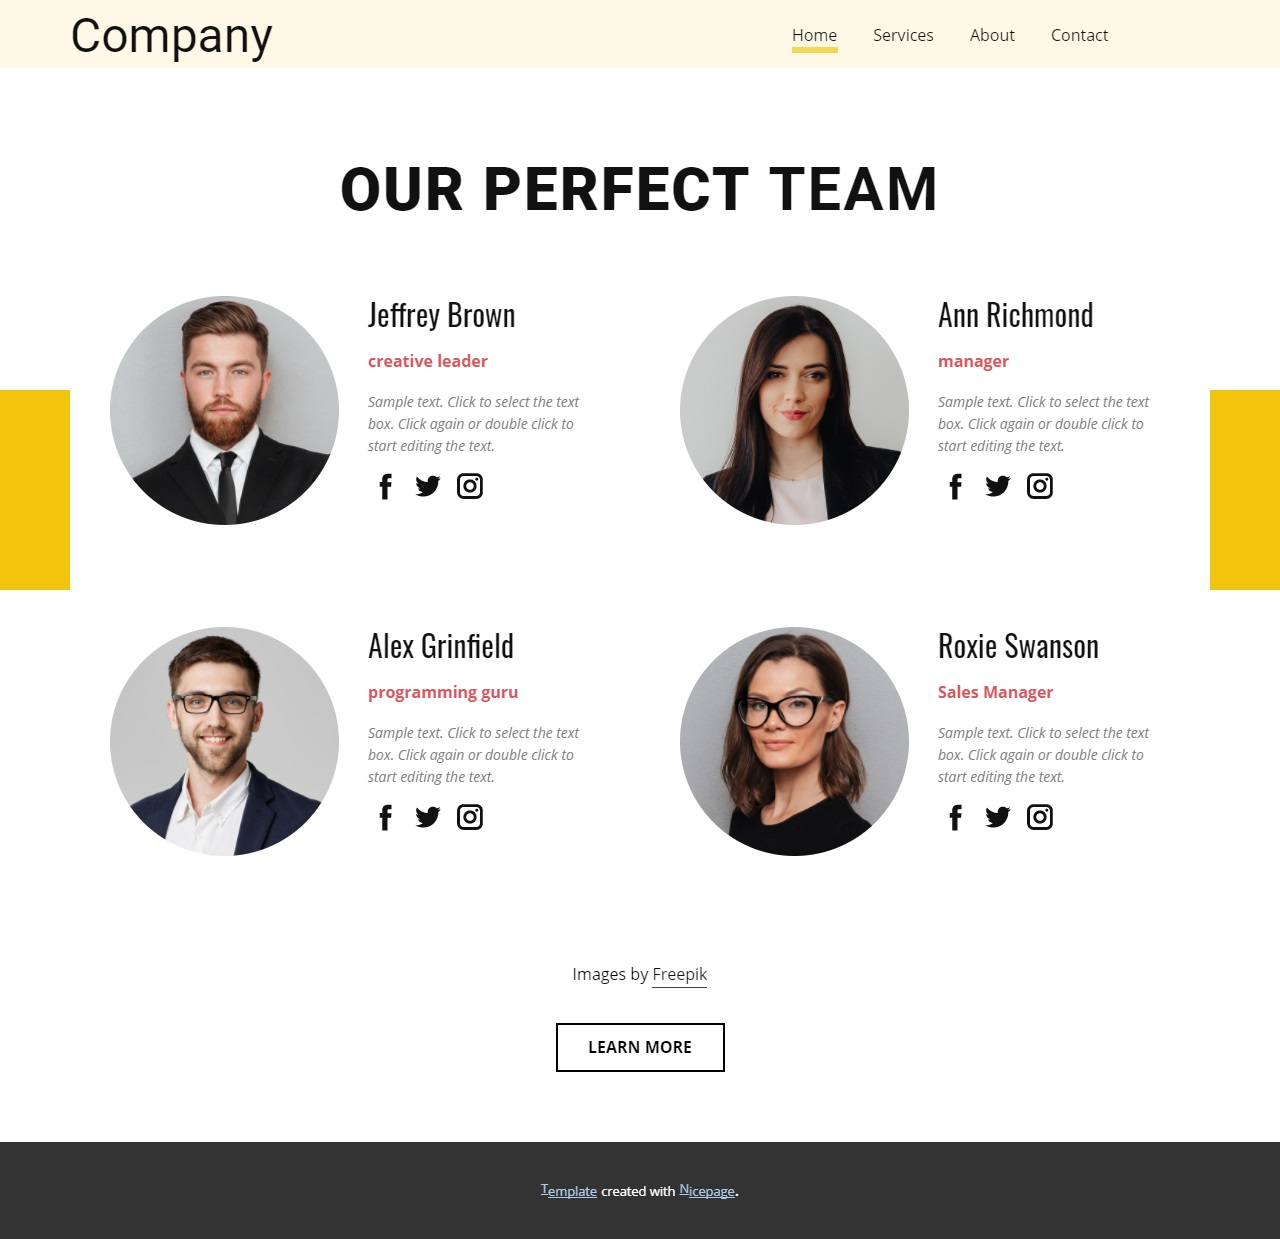 Company
Home Services About Contact
OUR PERFECT TEAM
Jeffrey Brown
creative leader
Sample text. Click to select the text
box. Click again or double click to
start editing the text.
Ann Richmond
manager
Sample text. Click to select the text
box. Click again or double click to
start editing the text.
Alex Grinfield
programming guru
Sample text. Click to select the text
box. Click again or double click to
start editing the text.
Roxie Swanson
Sales Manager
Sample text. Click to select the text
box. Click again or double click to
start editing the text.
Images by Freepik
LEARN MORE
Template created with Nicepage.